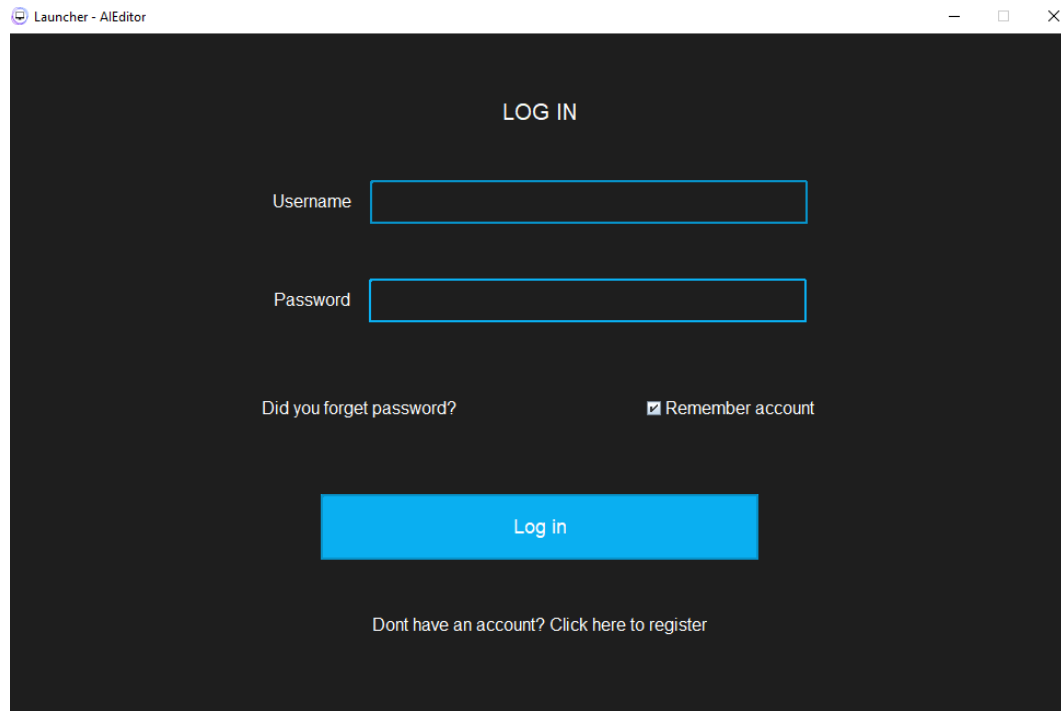 Launcher - AIEditor
LOG IN
Username
Password
Did you forget password? Remember account
Log in
Dont have an account? Click here to register